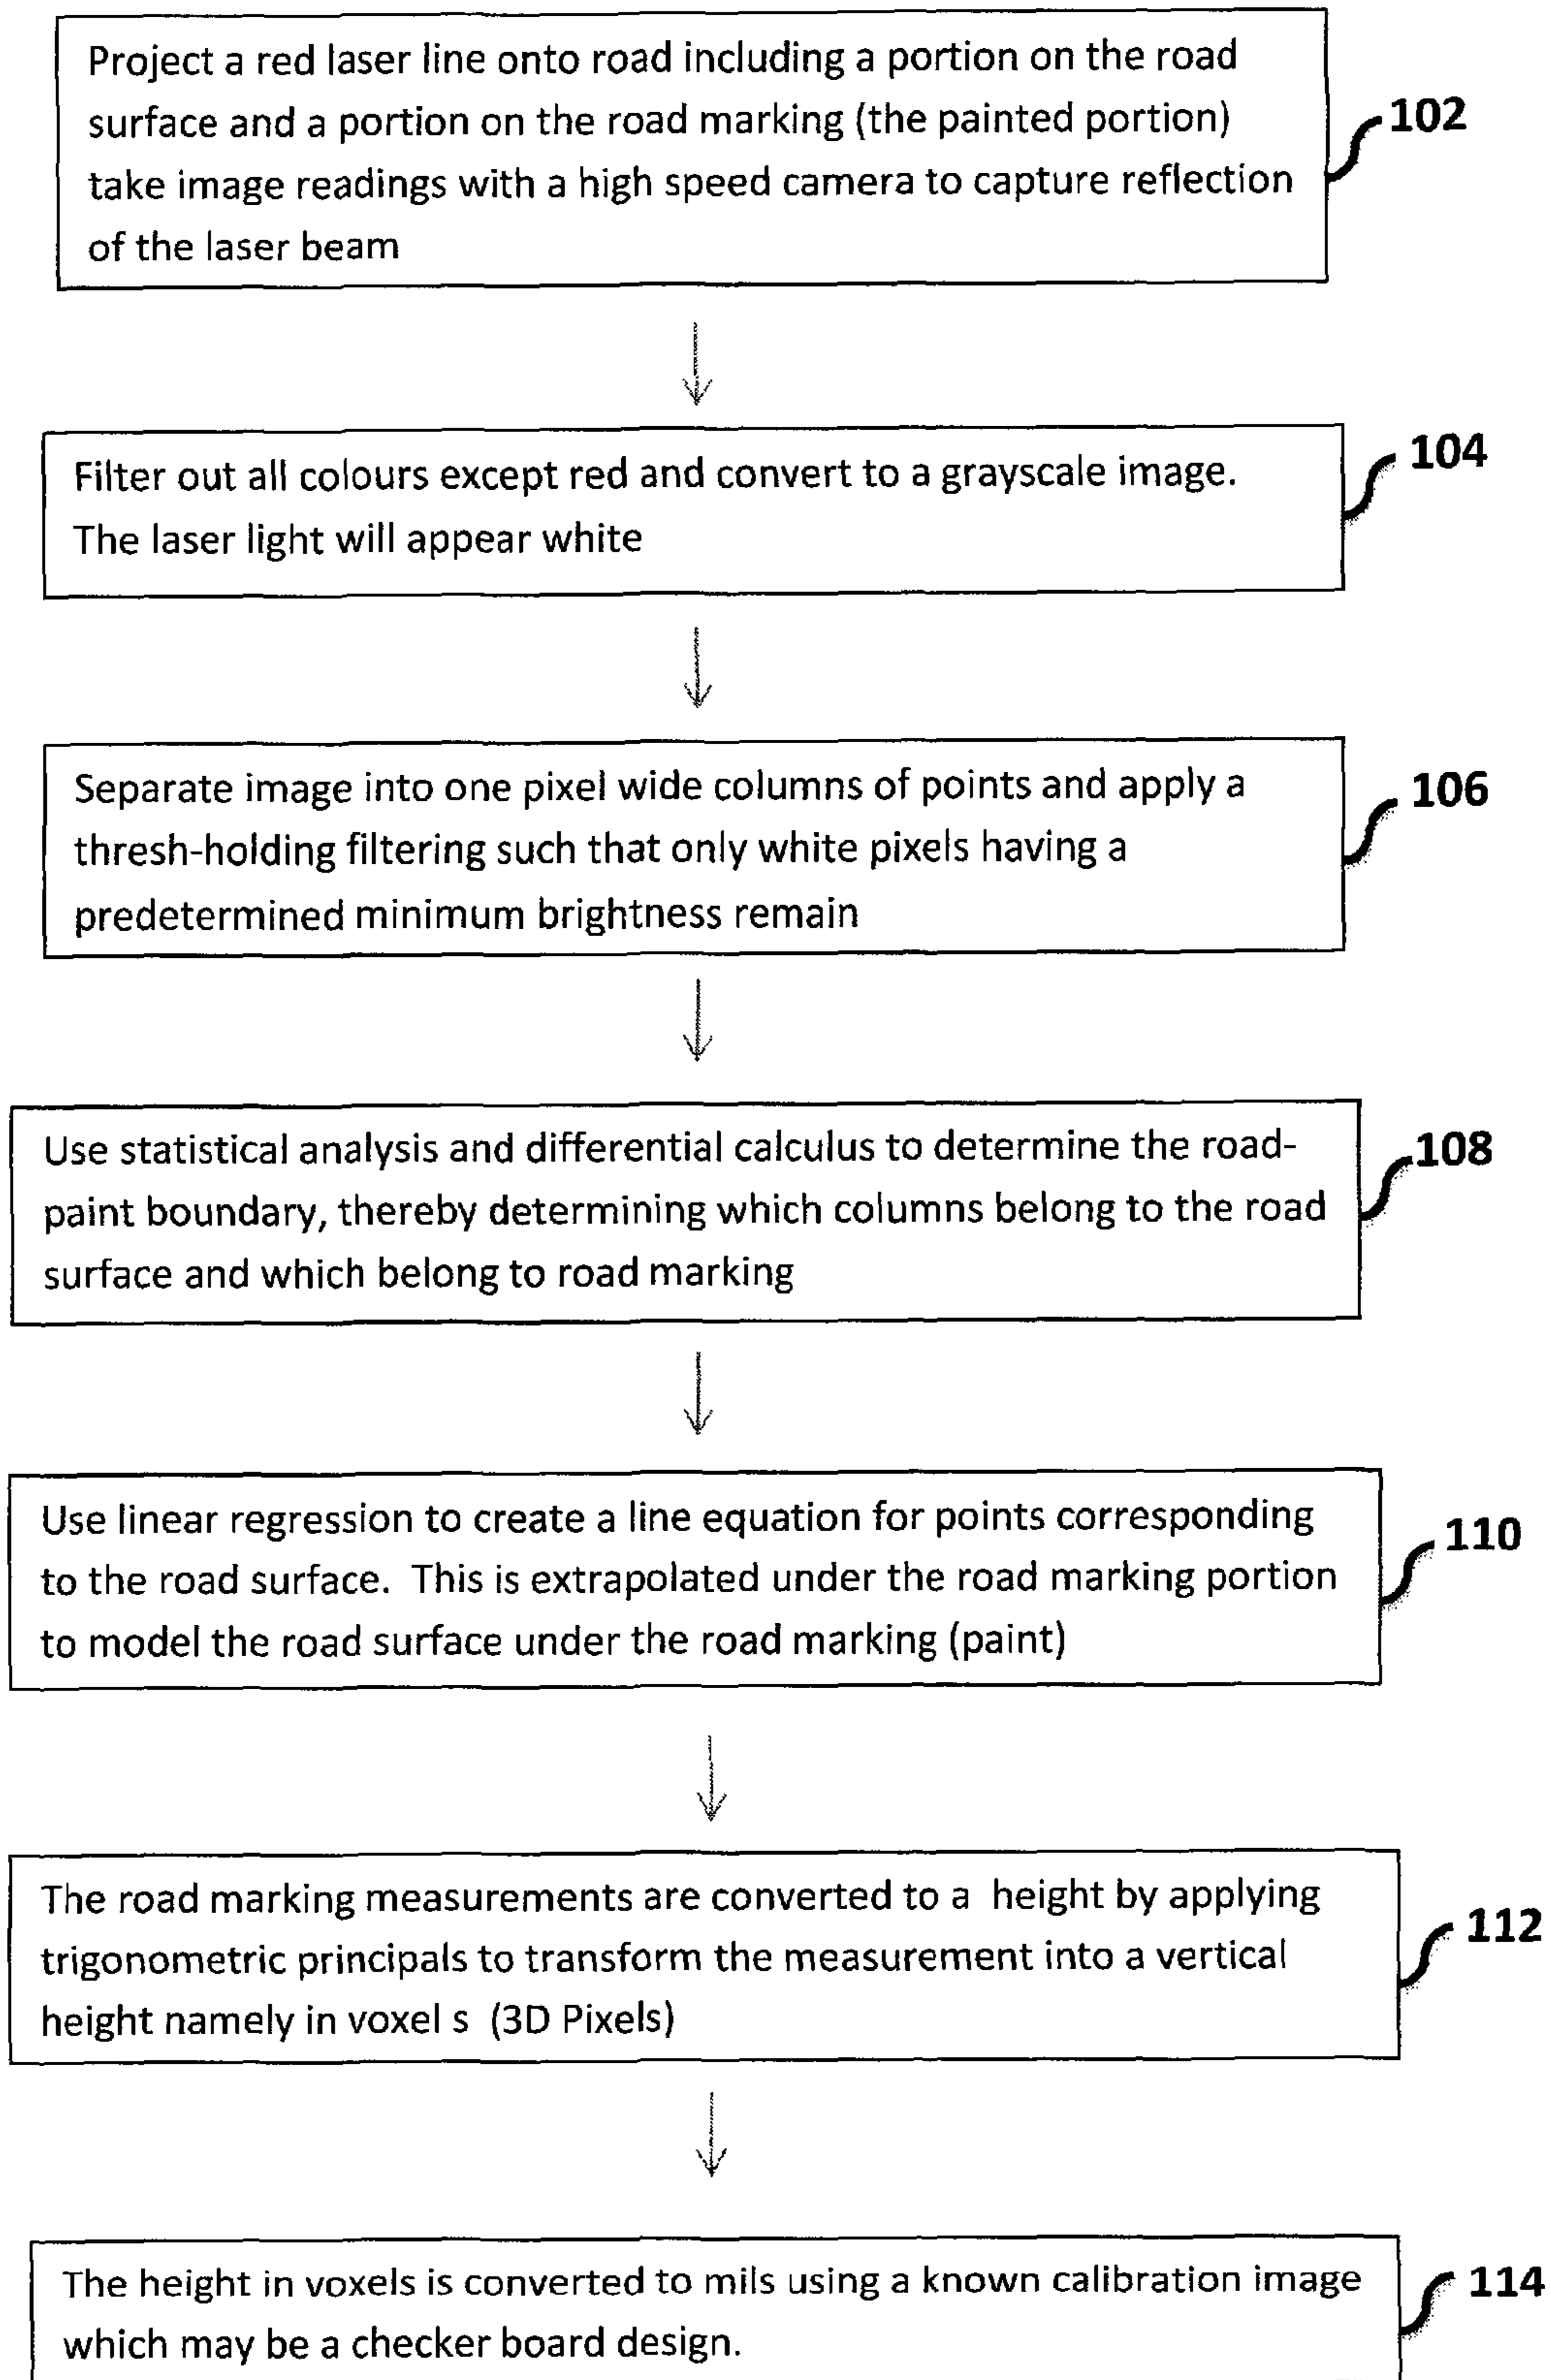 Project a red laser line onto road including a portion on the road
surface and a portion on the road marking (the painted portion)
take image readings with a high speed camera to capture reflection
of the laser beam
102
Filter out all colours except red and convert to a grayscale image.
The laser light will appear white
104
Separate image into one pixel wide columns of points and apply a
thresh-holding filtering such that only white pixels having a
predetermined minimum brightness remain
106
Use statistical analysis and differential calculus to determine the road-
paint boundary, thereby determining which columns belong to the road
surface and which belong to road marking
108
Use linear regression to create a line equation for points corresponding
to the road surface. This is extrapolated under the road marking portion
to model the road surface under the road marking (paint)
110
The road marking measurements are converted to a height by applying
trigonometric principals to transform the measurement into a vertical
height namely in voxel s (3D Pixels)
112
The height in voxels is converted to mils using a known calibration image
which may be a checker board design.
114